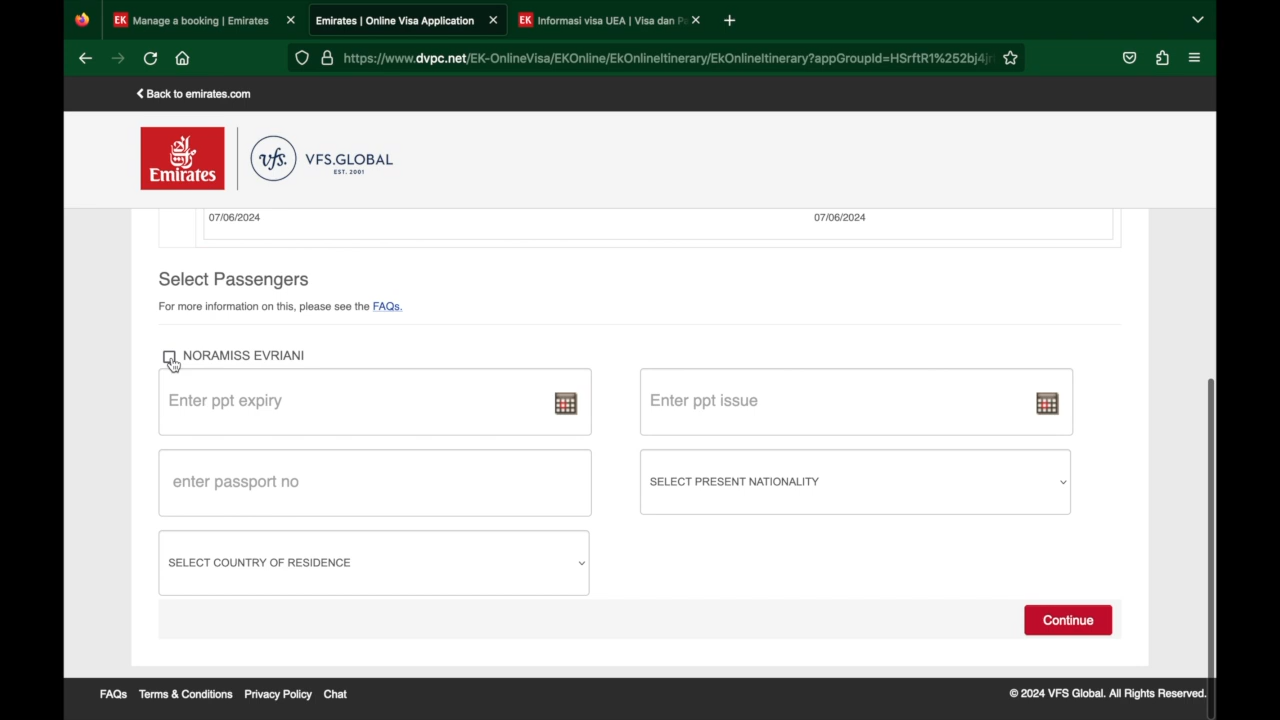 EK Manage a booking | Emirates
Emirates | Online Visa Application
EK Informasi visa UEA | Visa dan Pa
https://www.dvpc.net/EK-OnlineVisa/EKOnline/EkOnlineItinerary/EkOnlineItinerary?appGroupId=HSrftR1%252bj4j
Back to emirates.com
Emirates
vfs. VFS.GLOBAL
EST. 2001
07/06/2024 07/06/2024
Select Passengers
For more information on this, please see the FAQs.
NORAMISS EVRIANI
Enter ppt expiry Enter ppt issue
enter passport no SELECT PRESENT NATIONALITY
SELECT COUNTRY OF RESIDENCE
Continue
FAQs Terms & Conditions Privacy Policy Chat © 2024 VFS Global. All Rights Reserved.